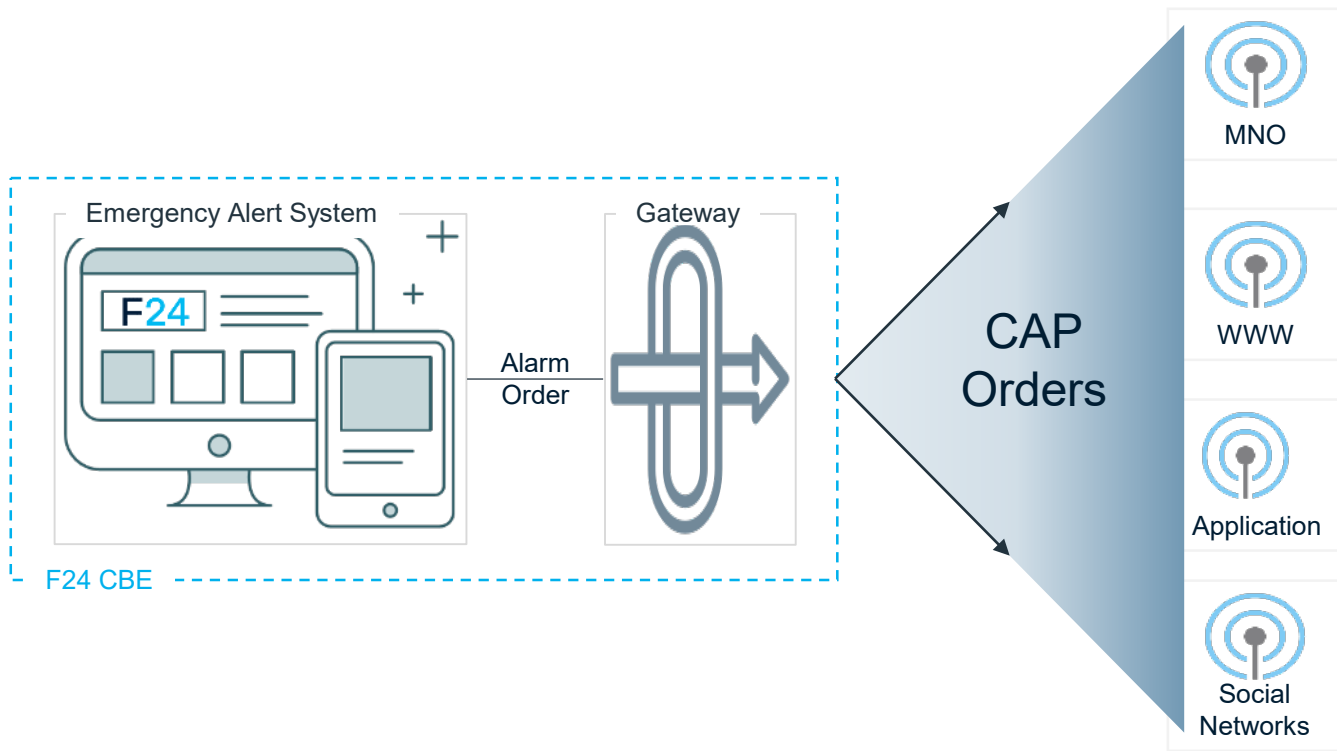 Emergency Alert System
F24
Alarm
Order
Gateway
F24 CBE
CAP
Orders
MNO
WWW
Application
Social
Networks